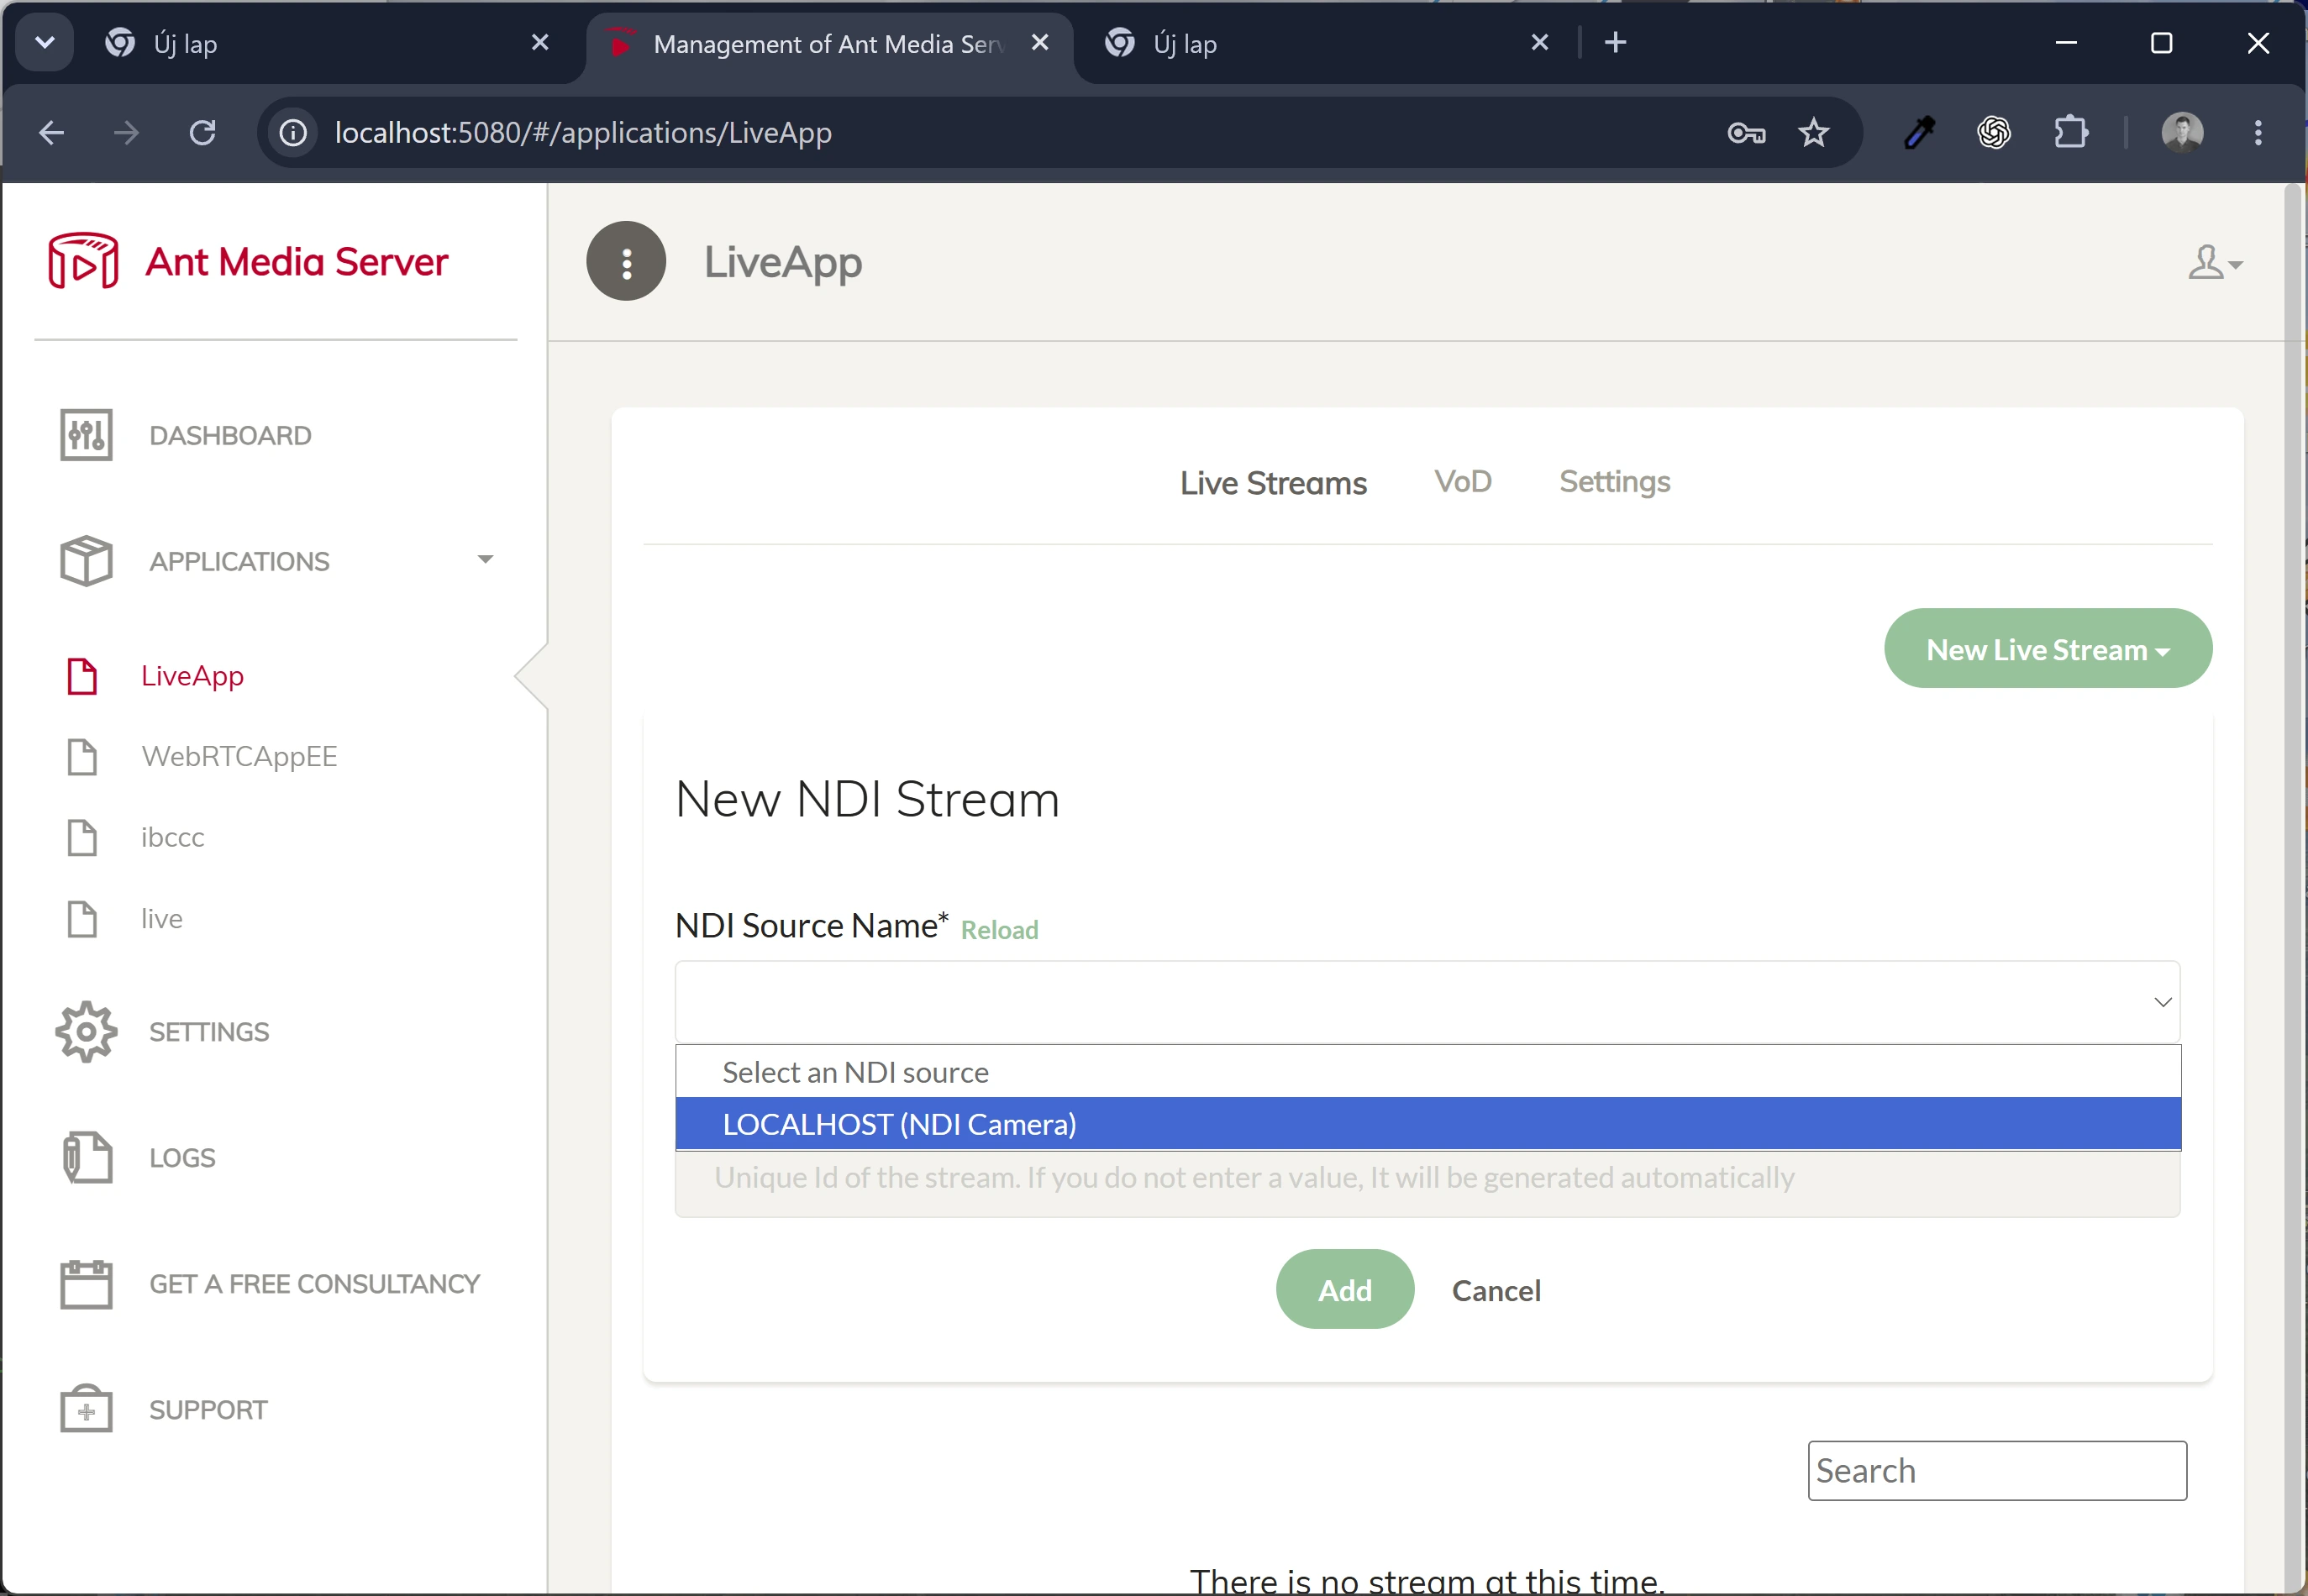 Új lap
Management of Ant Media Serv
Új lap
localhost:5080/#/applications/LiveApp
Ant Media Server
LiveApp
DASHBOARD
APPLICATIONS
LiveApp
WebRTCAppEE
ibccc
live
SETTINGS
LOGS
GET A FREE CONSULTANCY
SUPPORT
Live Streams VoD Settings
New Live Stream
New NDI Stream
NDI Source Name* Reload
Select an NDI source
LOCALHOST (NDI Camera)
Unique Id of the stream. If you do not enter a value, It will be generated automatically
Add Cancel
Search
There is no stream at this time.